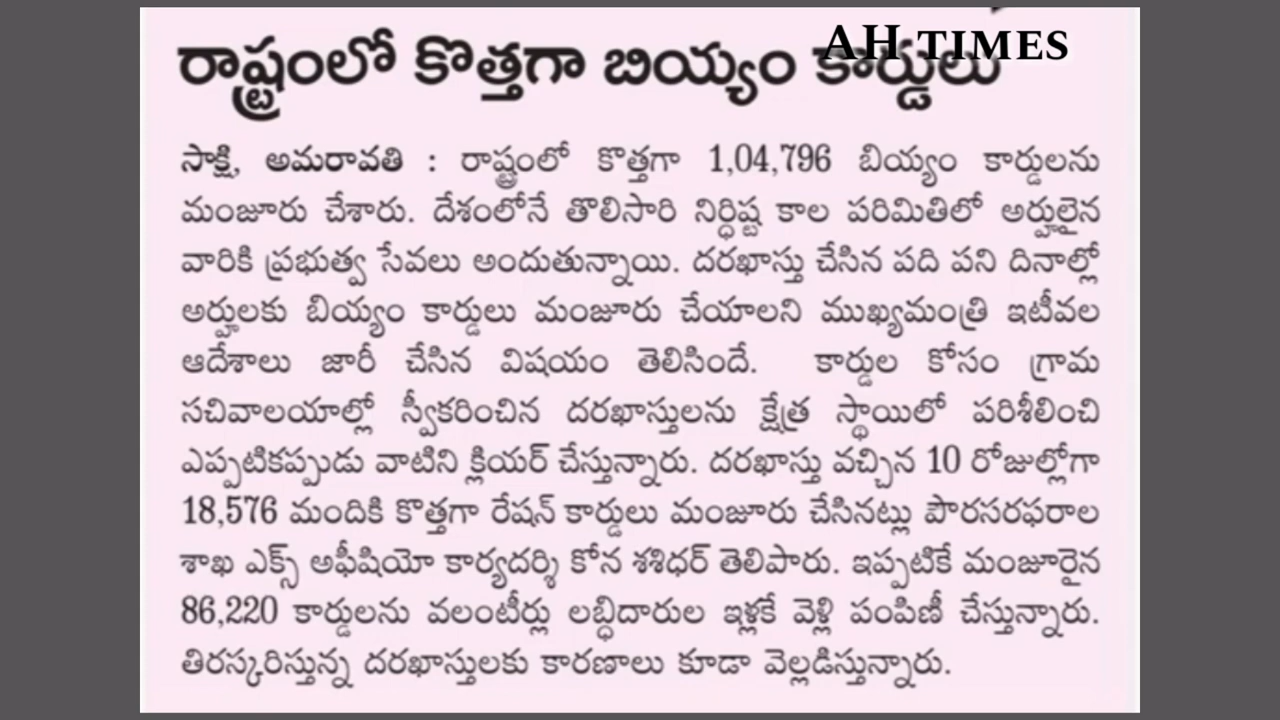 AH TIMES
రాష్ట్రంలో కొత్తగా బియ్యం కార్డులు
సాక్షి, అమరావతి : రాష్ట్రంలో కొత్తగా 1,04,796 బియ్యం కార్డులను
మంజూరు చేశారు. దేశంలోనే తొలిసారి నిర్ధిష్ట కాల పరిమితిలో అర్హులైన
వారికి ప్రభుత్వ సేవలు అందుతున్నాయి. దరఖాస్తు చేసిన పది పని దినాల్లో
అర్హులకు బియ్యం కార్డులు మంజూరు చేయాలని ముఖ్యమంత్రి ఇటీవల
ఆదేశాలు జారీ చేసిన విషయం తెలిసిందే. కార్డుల కోసం గ్రామ
సచివాలయాల్లో స్వీకరించిన దరఖాస్తులను క్షేత్ర స్థాయిలో పరిశీలించి
ఎప్పటికప్పుడు వాటిని క్లియర్ చేస్తున్నారు. దరఖాస్తు వచ్చిన 10 రోజుల్లోగా
18,576 మందికి కొత్తగా రేషన్ కార్డులు మంజూరు చేసినట్లు పౌరసరఫరాల
శాఖ ఎక్స్ అఫీషియో కార్యదర్శి కోన శశిధర్ తెలిపారు. ఇప్పటికే మంజూరైన
86,220 కార్డులను వలంటీర్లు లబ్ధిదారుల ఇళ్లకే వెళ్లి పంపిణీ చేస్తున్నారు.
తిరస్కరిస్తున్న దరఖాస్తులకు కారణాలు కూడా వెల్లడిస్తున్నారు.